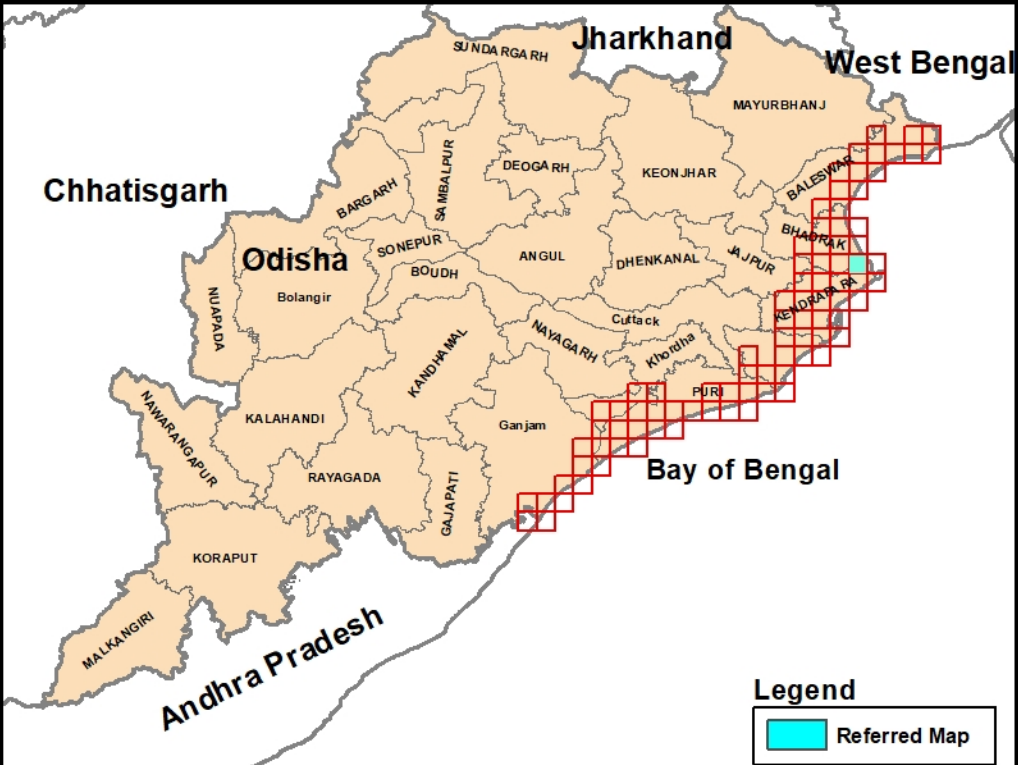 Jharkhand
SUNDARGARH
West Bengal
MAYURBHANJ
DEOGARH
KEONJHAR
SAMBALPUR
BALESWAR
Chhatisgarh
BARGARH
BHADRAK
SONEPUR
Odisha
ANGUL
DHENKANAL
JAJPUR
BOUDH
Bolangir
KENDRAPARA
NUAPADA
Cuttack
NAYAGARH
Khordha
KANDHAMAL
PURI
KALAHANDI
Ganjam
NAWARANGAPUR
Bay of Bengal
RAYAGADA
GAJAPATI
KORAPUT
MALKANGIRI
Andhra Pradesh
Legend
Referred Map